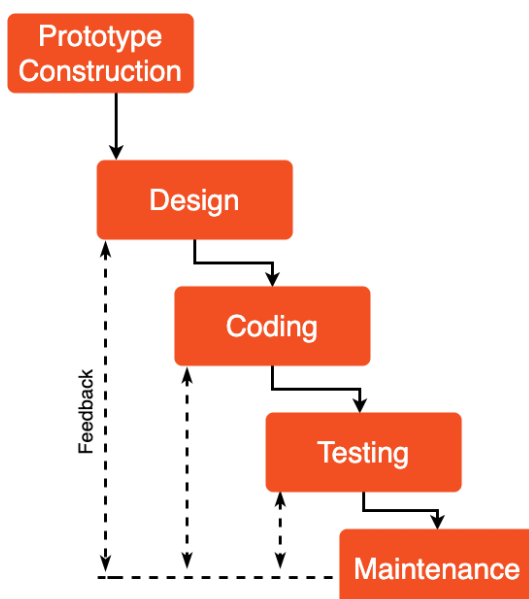 Prototype
Construction
Design
Coding
Feedback
Testing
Maintenance